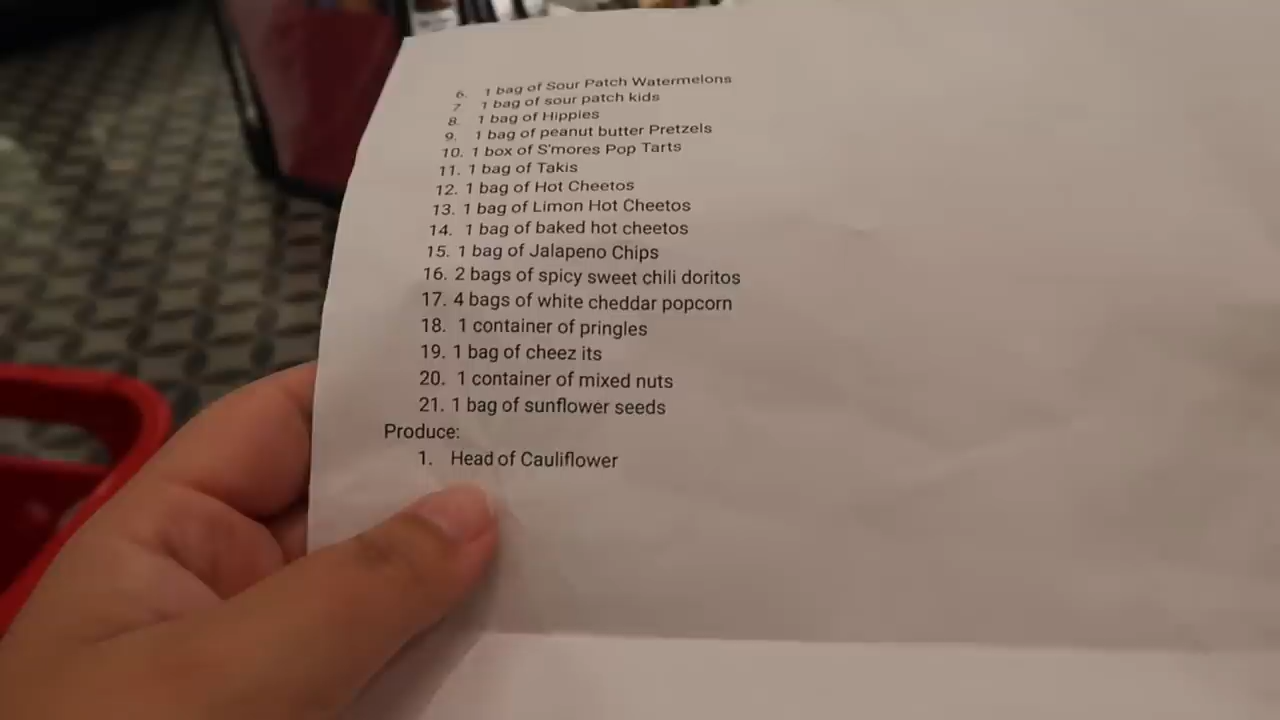 6. 1 bag of Sour Patch Watermelons
7. 1 bag of sour patch kids
8. 1 bag of Hippies
9. 1 bag of peanut butter Pretzels
10. 1 box of S'mores Pop Tarts
11. 1 bag of Takis
12. 1 bag of Hot Cheetos
13. 1 bag of Limon Hot Cheetos
14. 1 bag of baked hot cheetos
15. 1 bag of Jalapeno Chips
16. 2 bags of spicy sweet chili doritos
17. 4 bags of white cheddar popcorn
18. 1 container of pringles
19. 1 bag of cheez its
20. 1 container of mixed nuts
21. 1 bag of sunflower seeds
Produce:
1. Head of Cauliflower